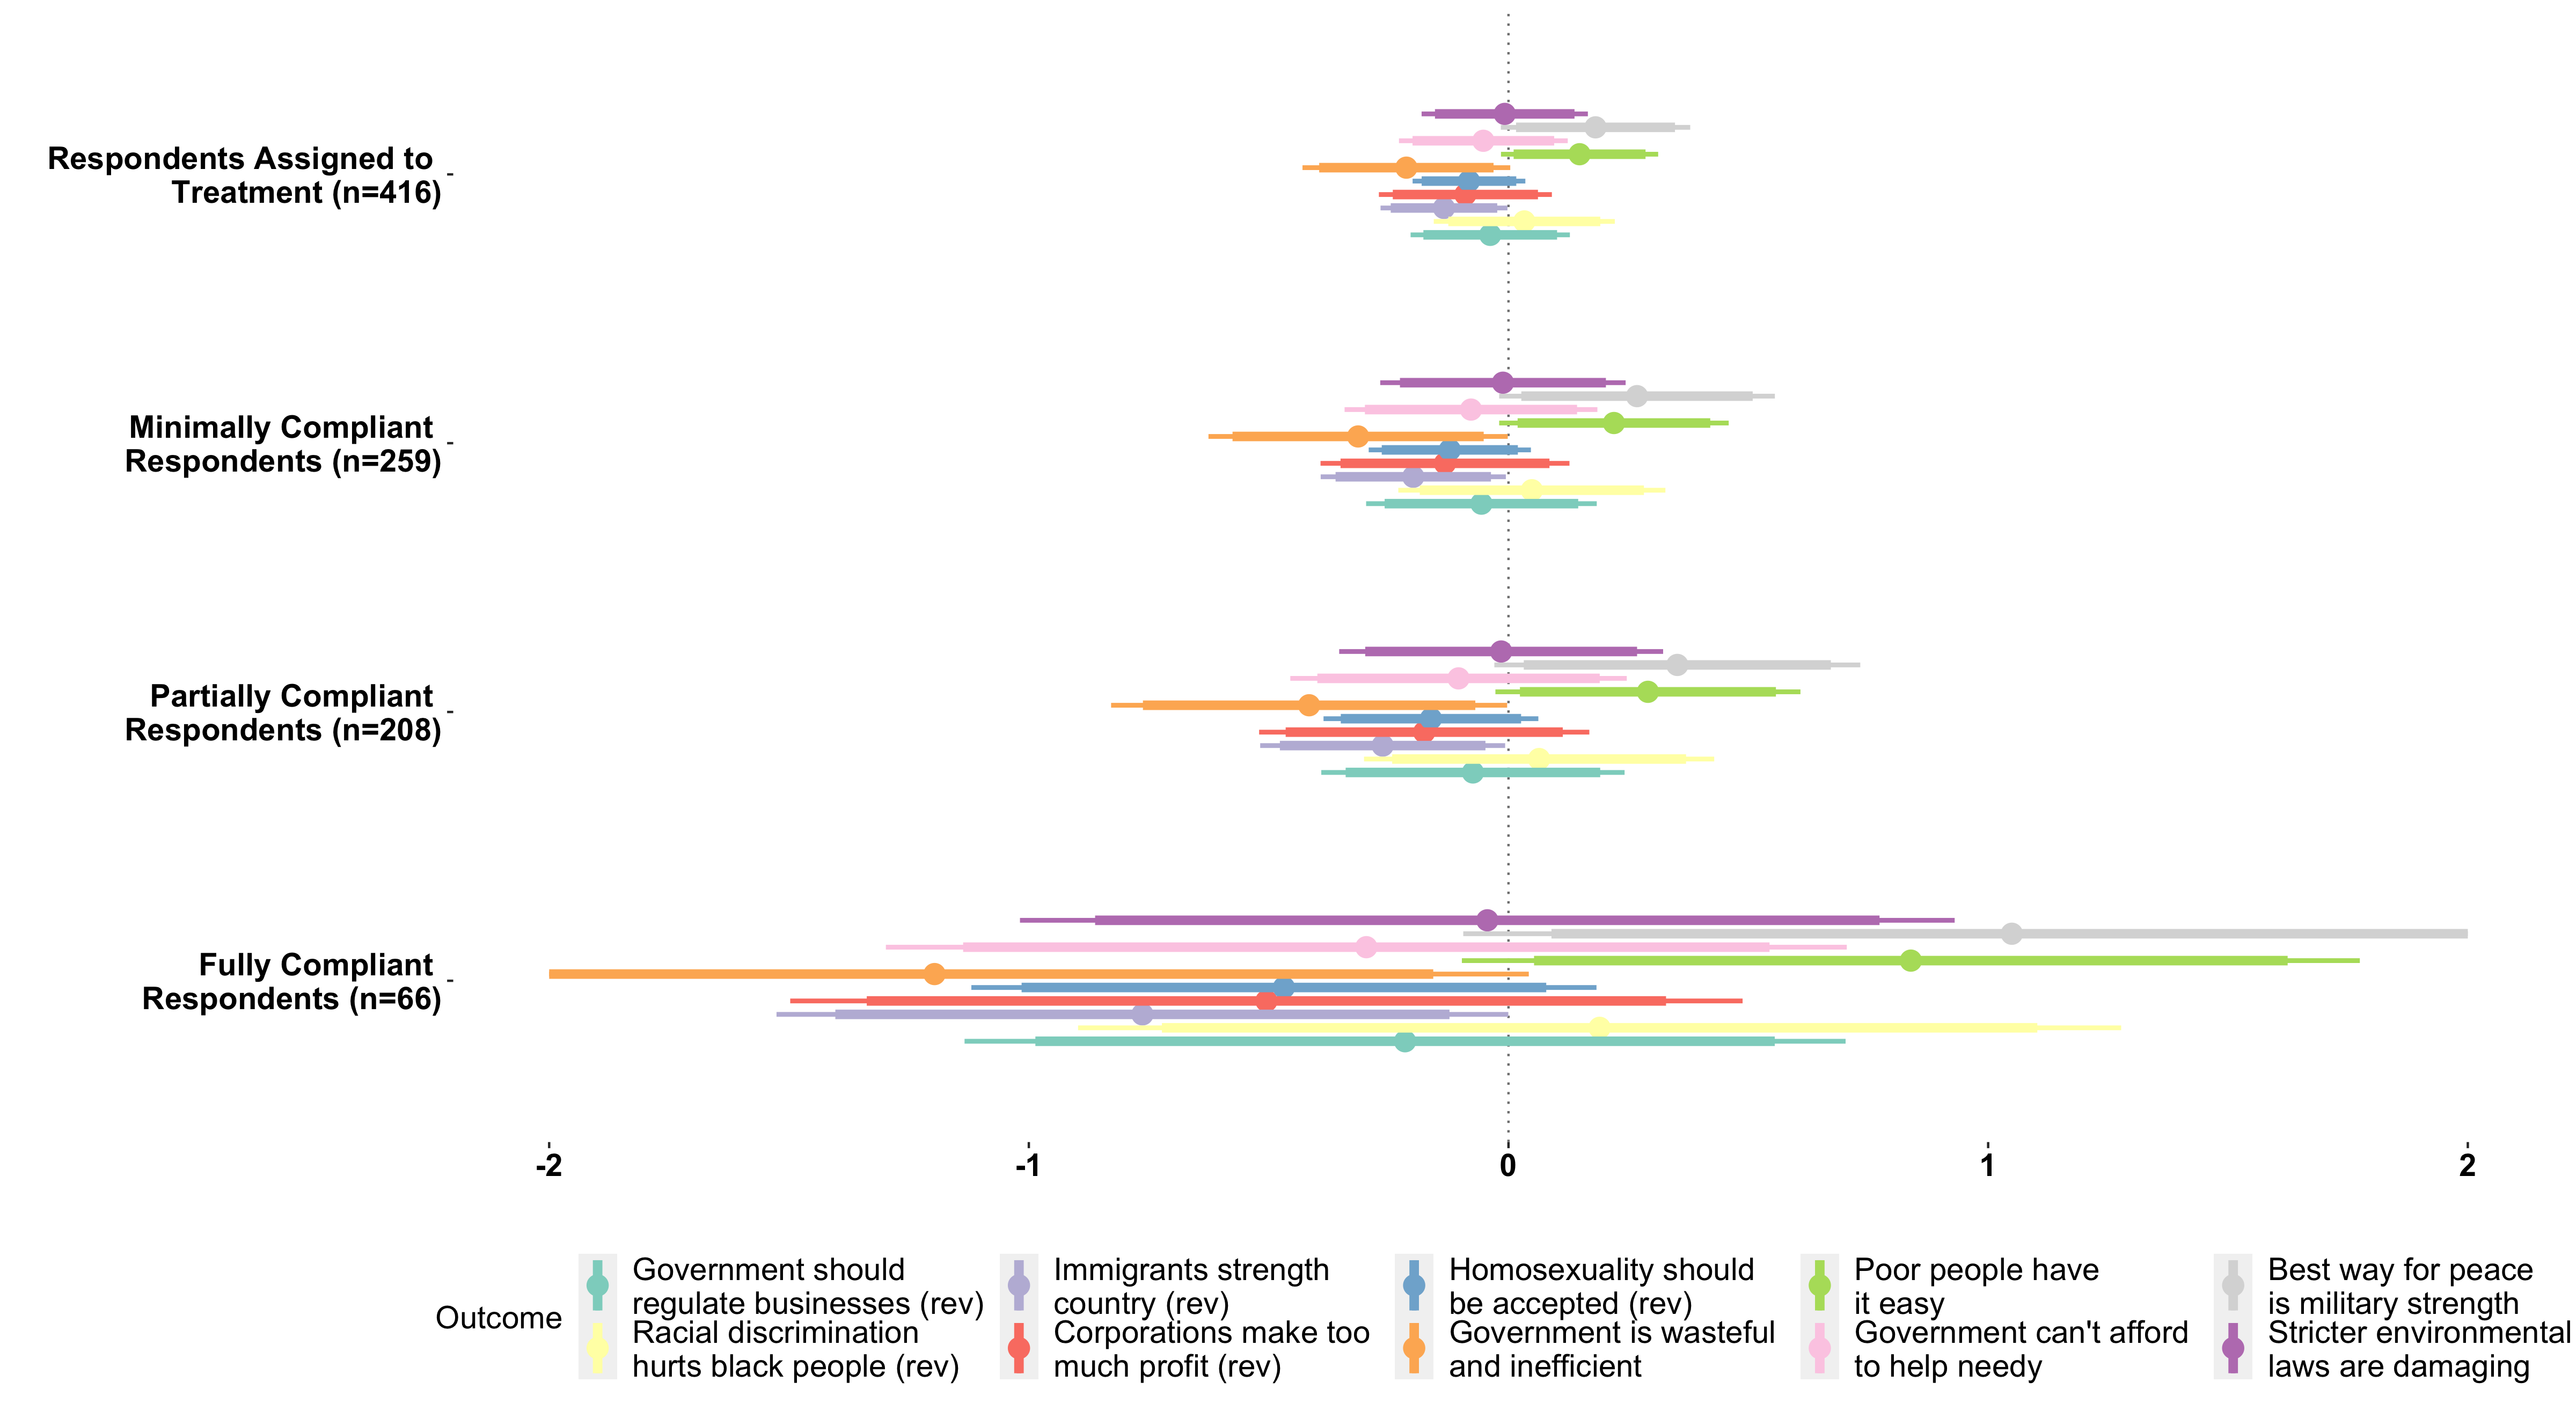 Respondents Assigned to
Treatment (n=416)
Minimally Compliant
Respondents (n=259)
Partially Compliant
Respondents (n=208)
Fully Compliant
Respondents (n=66)
-2
-1
0
1
2
Outcome
Government should
regulate businesses (rev)
Racial discrimination
hurts black people (rev)
Immigrants strength
country (rev)
Corporations make too
much profit (rev)
Homosexuality should
be accepted (rev)
Government is wasteful
and inefficient
Poor people have
it easy
Government can't afford
to help needy
Best way for peace
is military strength
Stricter environmental
laws are damaging